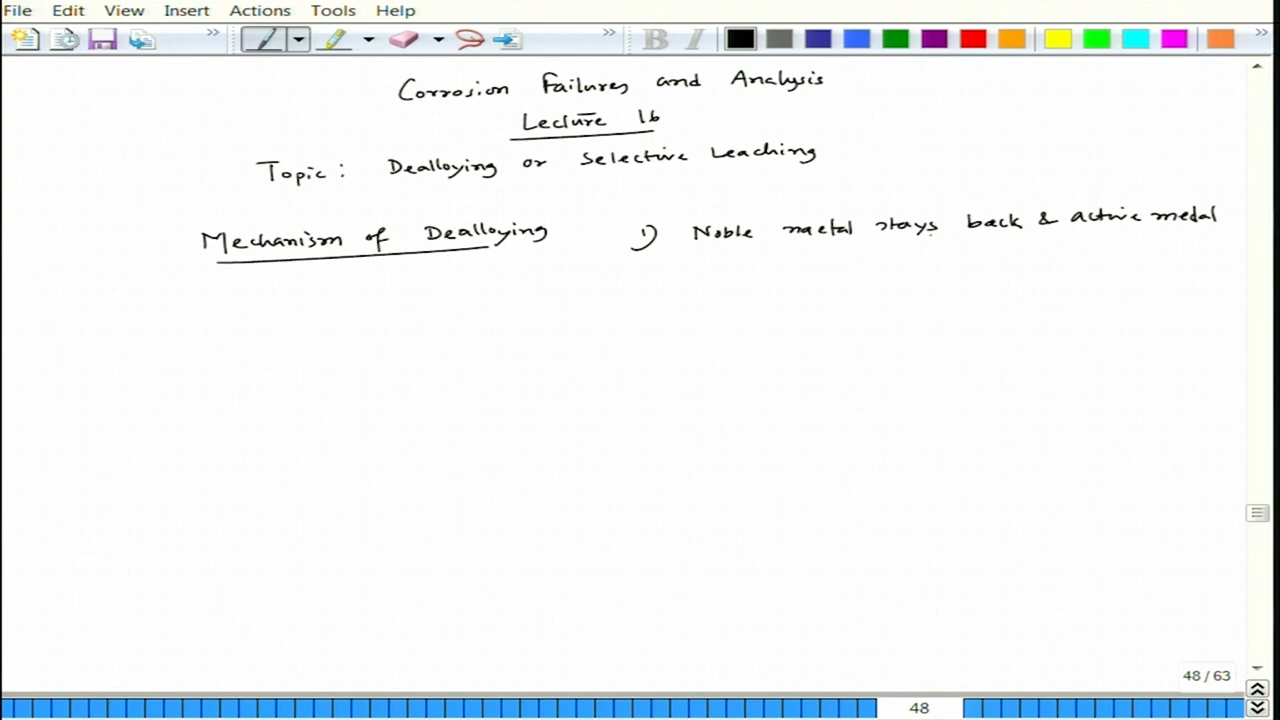 File Edit View Insert Actions Tools Help
B I
Corrosion Failures and Analysis
Lecture 16
Topic: Dealloying or Selective Leaching
Mechanism of Dealloying 1) Noble metal stays back & active medal
48 / 63
48